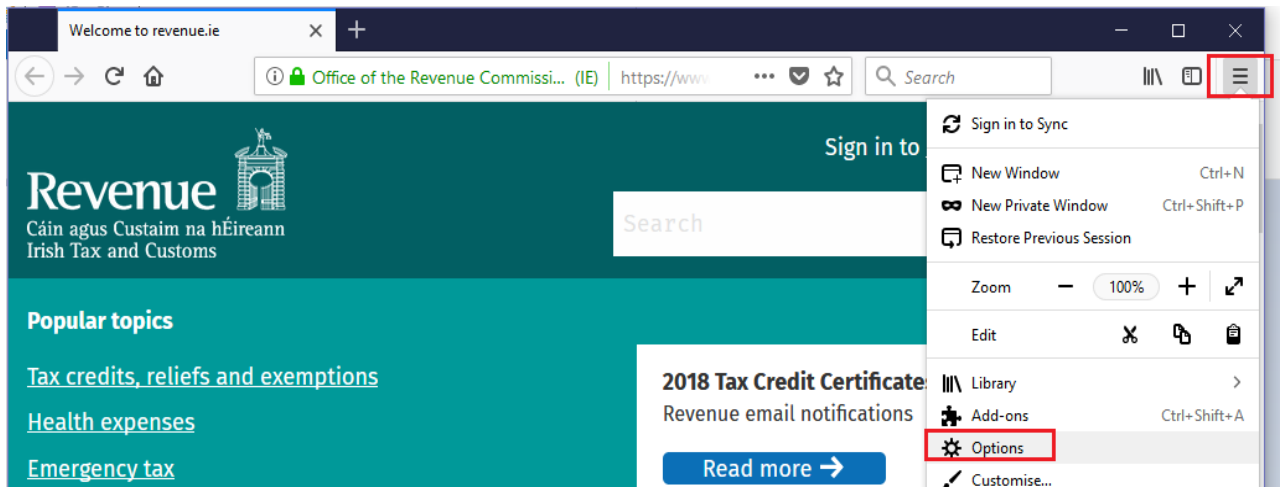 Welcome to revenue.ie
Office of the Revenue Commissi... (IE) https://www
Search
Sign in to
Revenue
Cáin agus Custaim na hÉireann
Irish Tax and Customs
Search
Popular topics
Tax credits, reliefs and exemptions
Health expenses
Emergency tax
2018 Tax Credit Certificates
Revenue email notifications
Read more
Sign in to Sync
New Window Ctrl+N
New Private Window Ctrl+Shift+P
Restore Previous Session
Zoom 100%
Edit
Library
Add-ons Ctrl+Shift+A
Options
Customise...